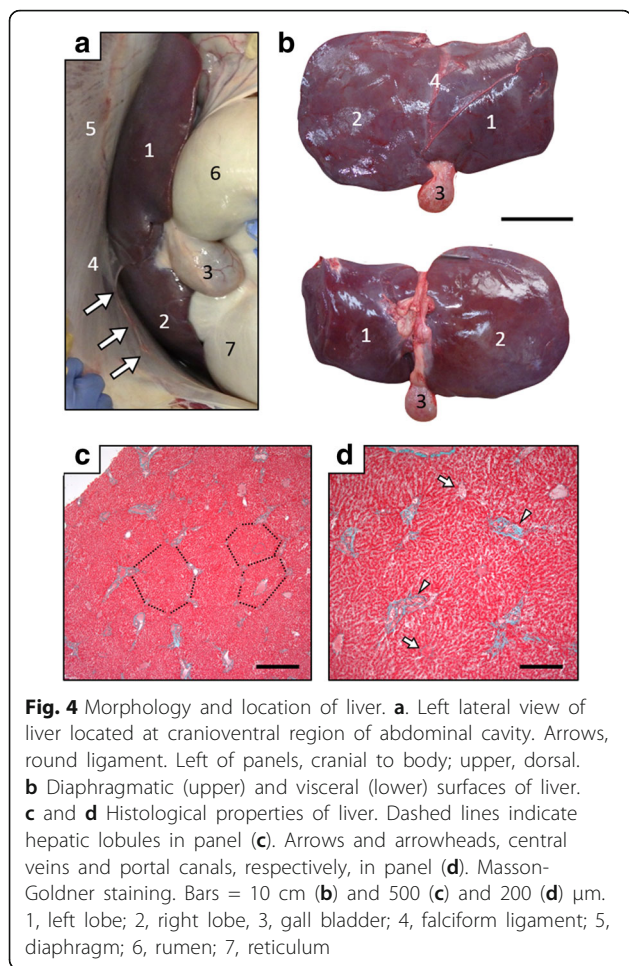 a
b
5
1
6
4
3
2
7
4
2
1
3
1
2
3
c
d
Fig. 4 Morphology and location of liver. a. Left lateral view of
liver located at cranioventral region of abdominal cavity. Arrows,
round ligament. Left of panels, cranial to body; upper, dorsal.
b Diaphragmatic (upper) and visceral (lower) surfaces of liver.
c and d Histological properties of liver. Dashed lines indicate
hepatic lobules in panel (c). Arrows and arrowheads, central
veins and portal canals, respectively, in panel (d). Masson-
Goldner staining. Bars = 10 cm (b) and 500 (c) and 200 (d) μm.
1, left lobe; 2, right lobe, 3, gall bladder; 4, falciform ligament; 5,
diaphragm; 6, rumen; 7, reticulum